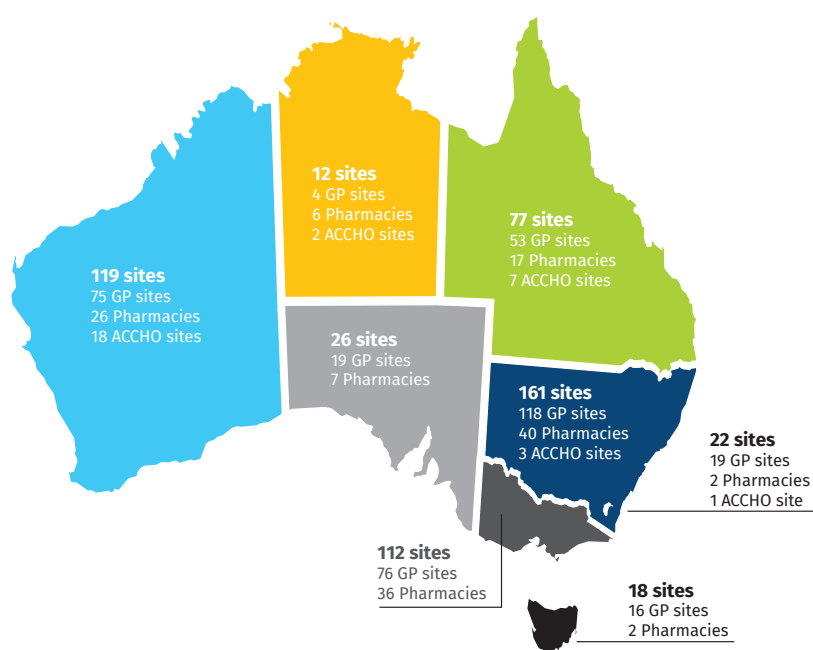 12 sites
4 GP sites
6 Pharmacies
2 ACCHO sites
77 sites
53 GP sites
17 Pharmacies
7 ACCHO sites
119 sites
75 GP sites
26 Pharmacies
18 ACCHO sites
26 sites
19 GP sites
7 Pharmacies
161 sites
118 GP sites
40 Pharmacies
3 ACCHO sites
22 sites
19 GP sites
2 Pharmacies
1 ACCHO site
112 sites
76 GP sites
36 Pharmacies
18 sites
16 GP sites
2 Pharmacies